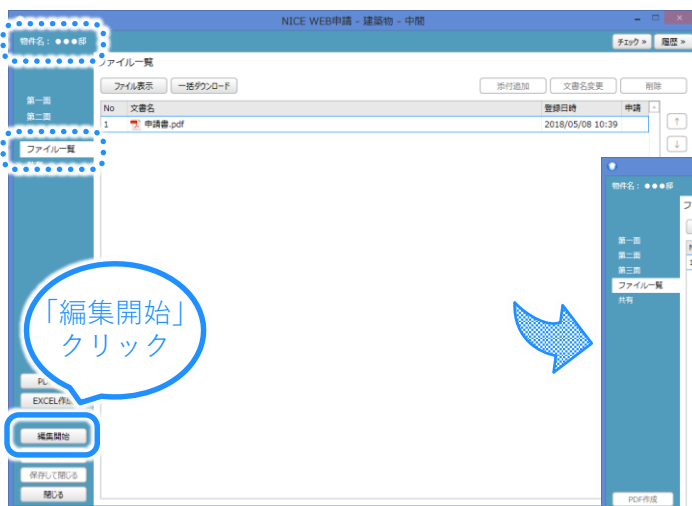 NICE WEB申請 - 建築物 - 中間
物件名：●●●邸
チェック »
履歴 »
ファイル一覧
ファイル表示
一括ダウンロード
添付追加
文書名変更
削除
No 文書名 登録日時 申請
1 申請書.pdf 2018/05/08 10:39
第一面
第二面
ファイル一覧
「編集開始」
クリック
EXCEL作
編集開始
保存して閉じる
閉じる
物件名：●●●邸
第一面
第二面
第三面
ファイル一覧
共有
PDF作成